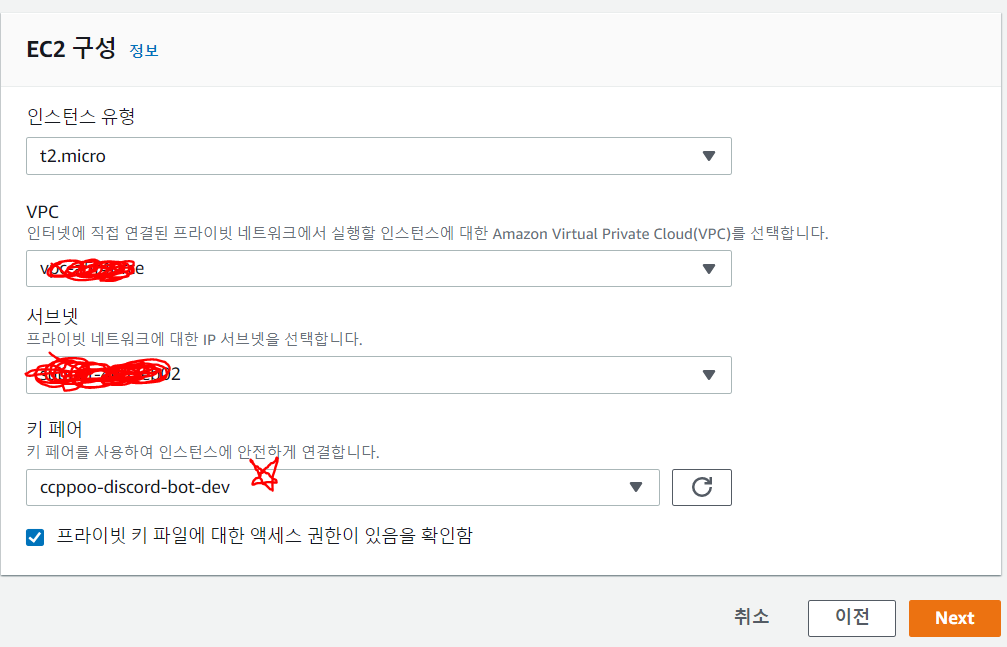 EC2 구성 정보
인스턴스 유형
t2.micro
VPC
인터넷에 직접 연결된 프라이빗 네트워크에서 실행할 인스턴스에 대한 Amazon Virtual Private Cloud(VPC)를 선택합니다.
서브넷
프라이빗 네트워크에 대한 IP 서브넷을 선택합니다.
키 페어
키 페어를 사용하여 인스턴스에 안전하게 연결합니다.
ccppoo-discord-bot-dev
프라이빗 키 파일에 대한 액세스 권한이 있음을 확인함
취소 이전 Next